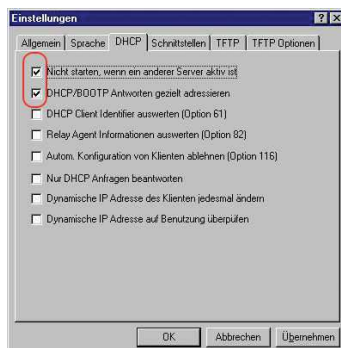 Einstellungen
Allgemein Sprache DHCP Schnittstellen TFTP TFTP Optionen
Nicht starten, wenn ein anderer Server aktiv ist
DHCP/BOOTP Antworten gezielt adressieren
DHCP Client Identifier auswerten (Option 61)
Relay Agent Informationen auswerten (Option 82)
Autom. Konfiguration von Klienten ablehnen (Option 116)
Nur DHCP Anfragen beantworten
Dynamische IP Adresse des Klienten jedesmal ändern
Dynamische IP Adresse auf Benutzung überpüfen
OK Abbrechen Übernehmen